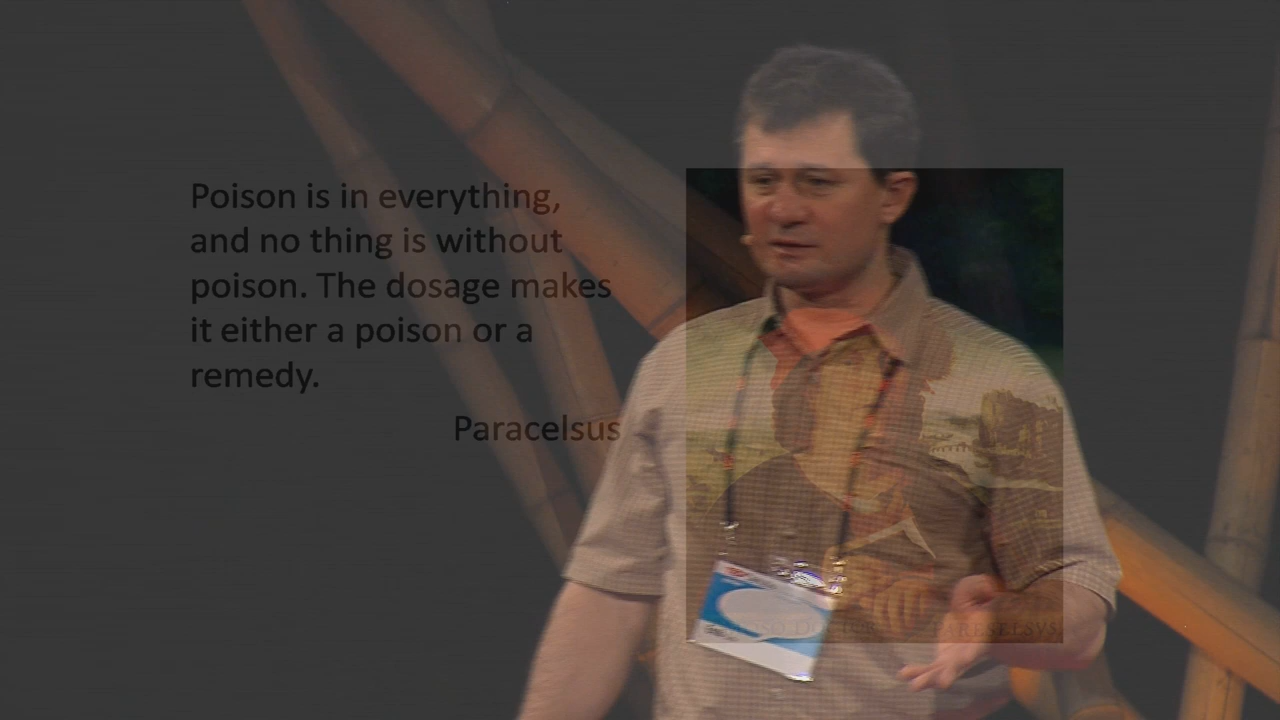 Poison is in everything,
and no thing is without
poison. The dosage makes
it either a poison or a
remedy.
Paracelsus